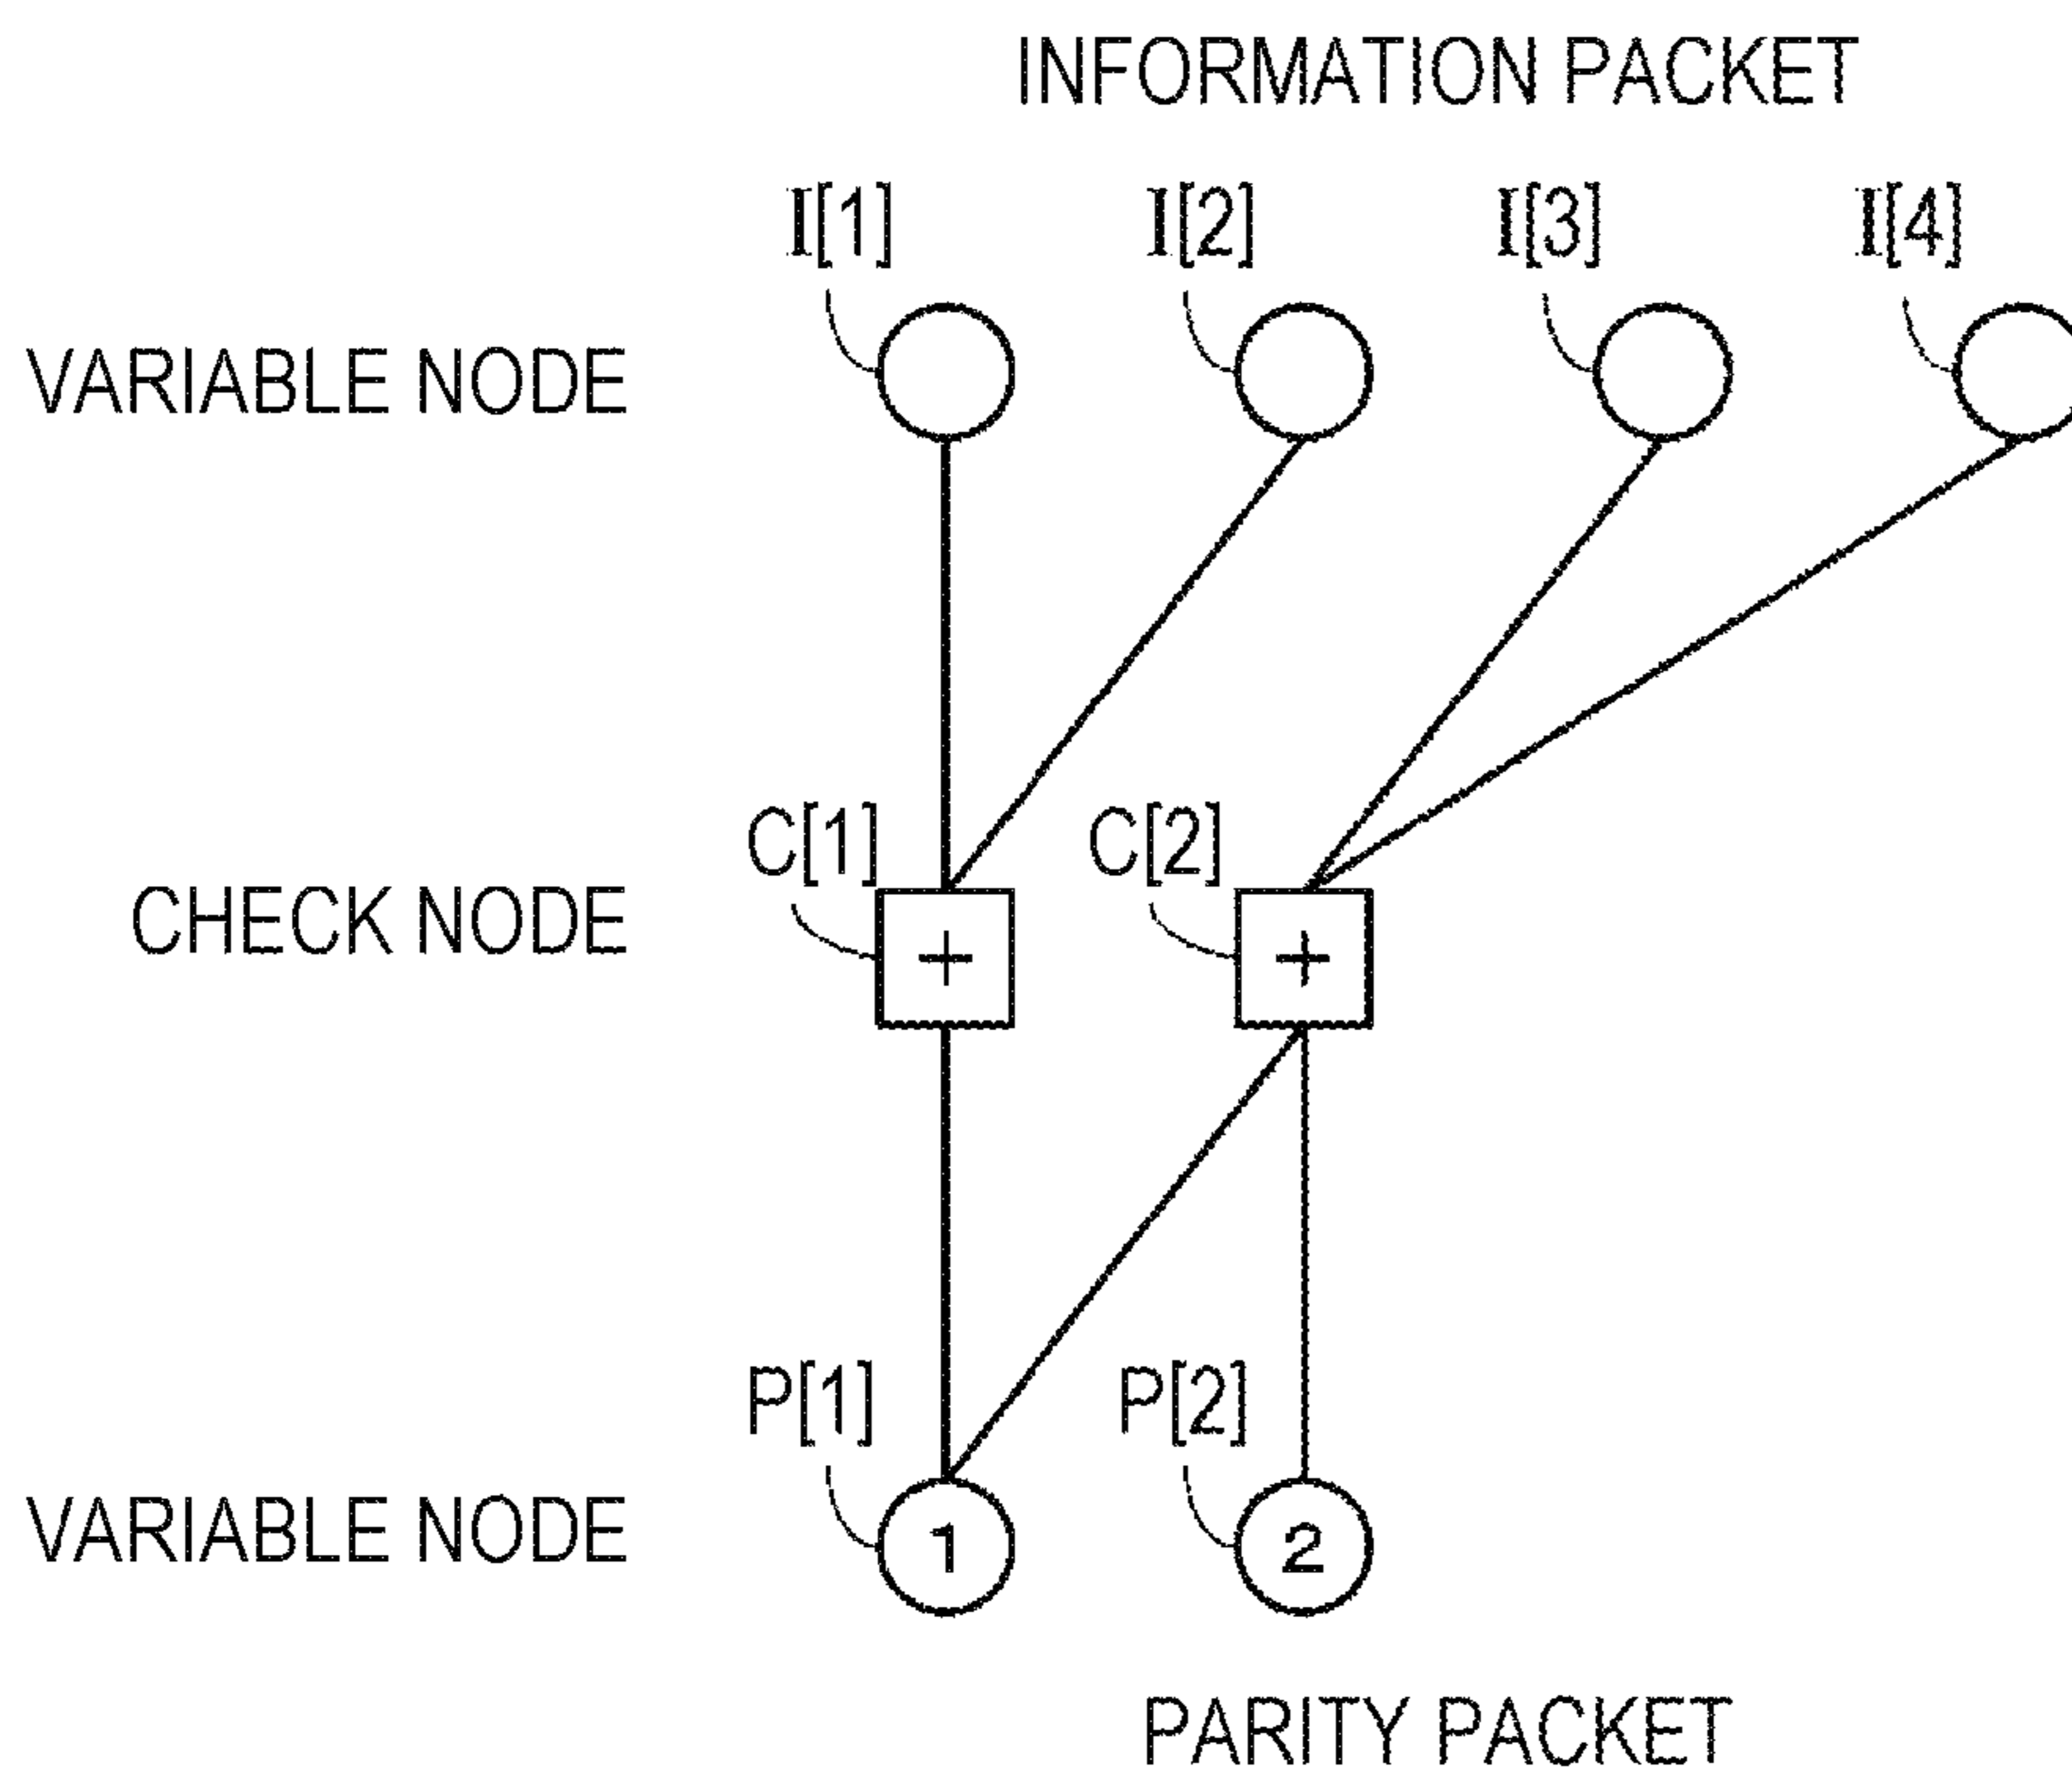 INFORMATION PACKET
I[1] I[2] I[3] I[4]
VARIABLE NODE
C[1] C[2]
CHECK NODE
+ +
P[1] P[2]
VARIABLE NODE
1 2
PARITY PACKET